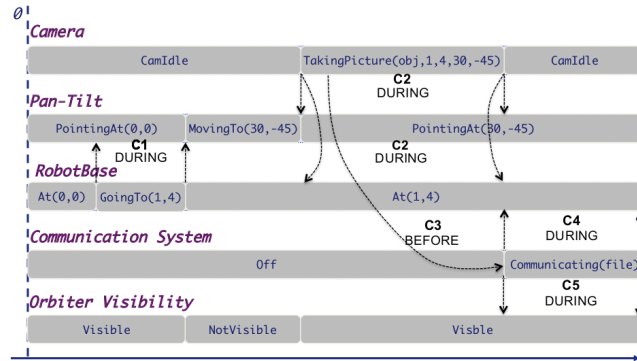 0
Camera
CamIdle
TakingPicture(obj,1,4,30,-45)
CamIdle
C2
DURING
Pan-Tilt
PointingAt(0,0)
MovingTo(30,-45)
PointingAt(30,-45)
C1
DURING
C2
DURING
RobotBase
At(0,0)
GoingTo(1,4)
At(1,4)
C3
BEFORE
C4
DURING
Communication System
Off
Communicating(file)
C5
DURING
Orbiter Visibility
Visible
NotVisible
Visble